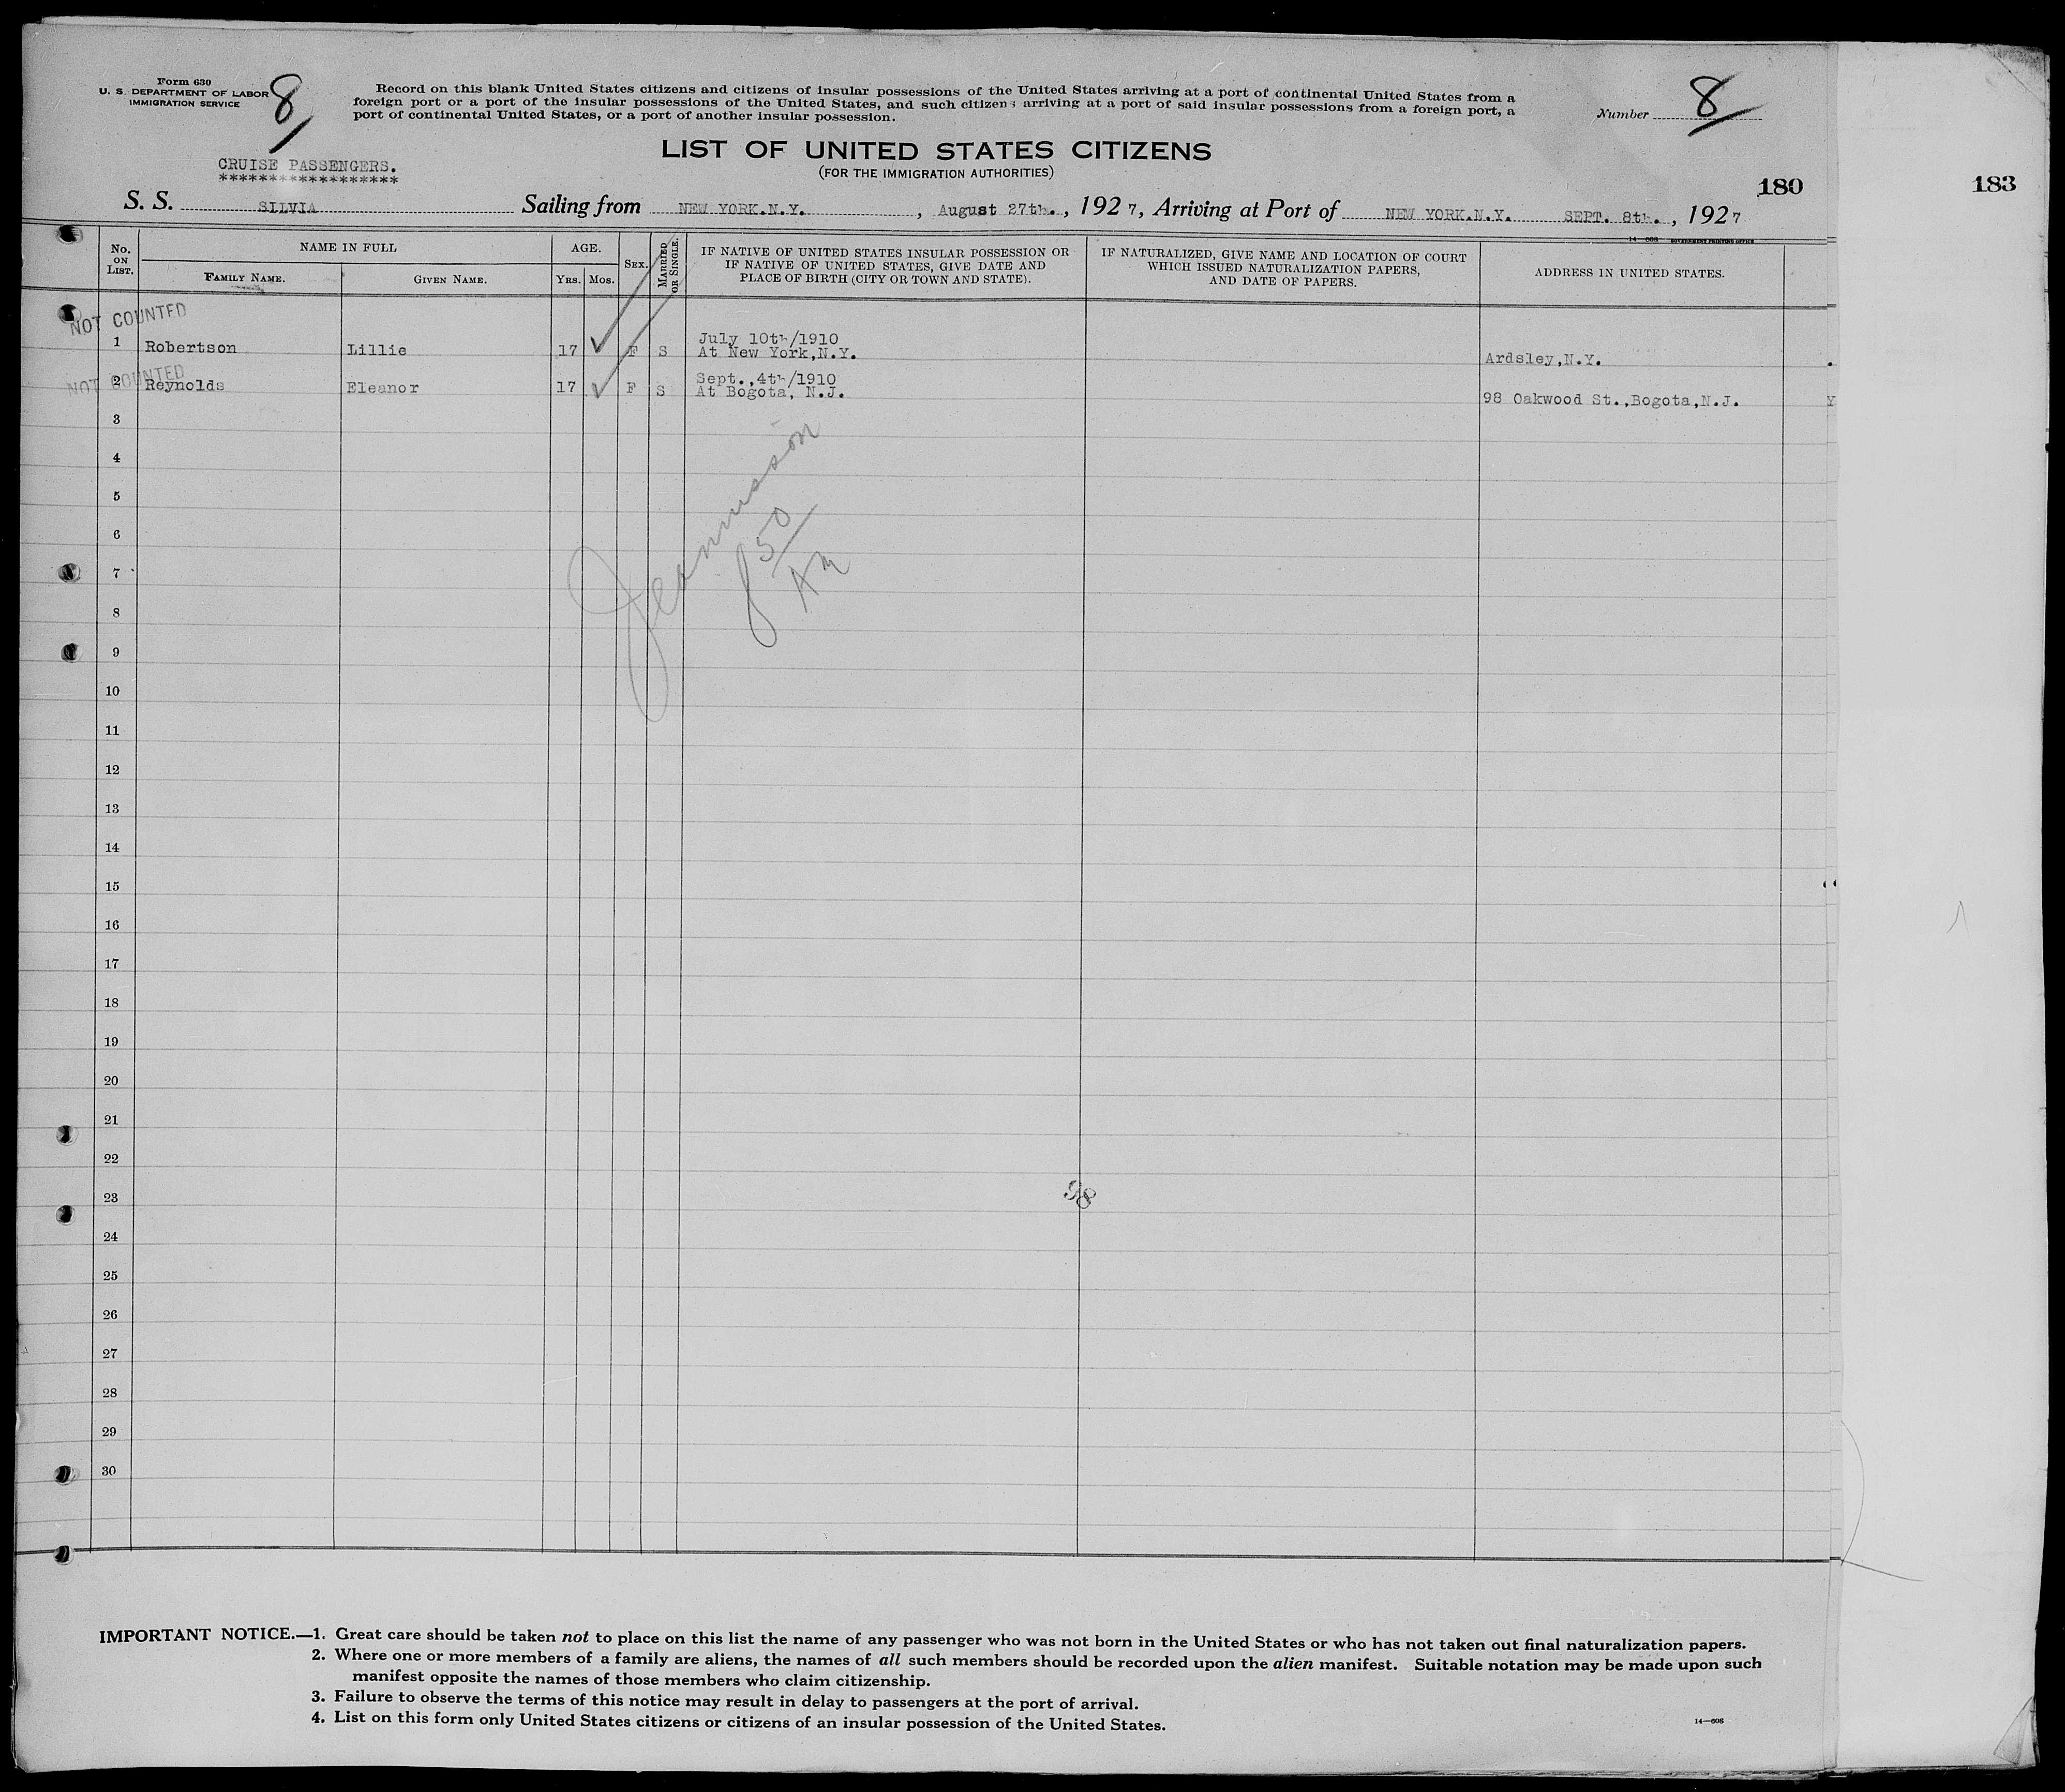 Form 630
U. S. DEPARTMENT OF LABOR
IMMIGRATION SERVICE
8
Record on this blank United States citizens and citizens of insular possessions of the United States arriving at a port of continental United States from a
foreign port or a port of the insular possessions of the United States, and such citizens arriving at a port of said insular possessions from a foreign port, a
port of continental United States, or a port of another insular possession.
Number 8
LIST OF UNITED STATES CITIZENS
(FOR THE IMMIGRATION AUTHORITIES)
CRUISE PASSENGERS.
******************
180
183
S. S. SILVIA Sailing from NEW YORK.N.Y. , August 27th. , 1927, Arriving at Port of NEW YORK.N.Y. SEPT. 8th. , 1927
14—608 GOVERNMENT PRINTING OFFICE
No. ON LIST.
NAME IN FULL
FAMILY NAME.
GIVEN NAME.
AGE.
YRS.
MOS.
SEX.
MARRIED OR SINGLE.
IF NATIVE OF UNITED STATES INSULAR POSSESSION OR
IF NATIVE OF UNITED STATES, GIVE DATE AND
PLACE OF BIRTH (CITY OR TOWN AND STATE).
IF NATURALIZED, GIVE NAME AND LOCATION OF COURT
WHICH ISSUED NATURALIZATION PAPERS,
AND DATE OF PAPERS.
ADDRESS IN UNITED STATES.
NOT COUNTED
July 10th/1910
1 Robertson Lillie 17 F S At New York,N.Y. Ardsley,N.Y.
NOT COUNTED
Sept.,4th/1910
2 Reynolds Eleanor 17 F S At Bogota, N.J. 98 Oakwood St.,Bogota,N.J. Y
3
4
5
6
7
8
9
10
11
12
13
14
15
16
17
18
19
20
21
22
23
24
25
26
27
28
29
30
8 50
AM
98
IMPORTANT NOTICE.—1. Great care should be taken not to place on this list the name of any passenger who was not born in the United States or who has not taken out final naturalization papers.
2. Where one or more members of a family are aliens, the names of all such members should be recorded upon the alien manifest. Suitable notation may be made upon such
manifest opposite the names of those members who claim citizenship.
3. Failure to observe the terms of this notice may result in delay to passengers at the port of arrival.
4. List on this form only United States citizens or citizens of an insular possession of the United States.
14—608